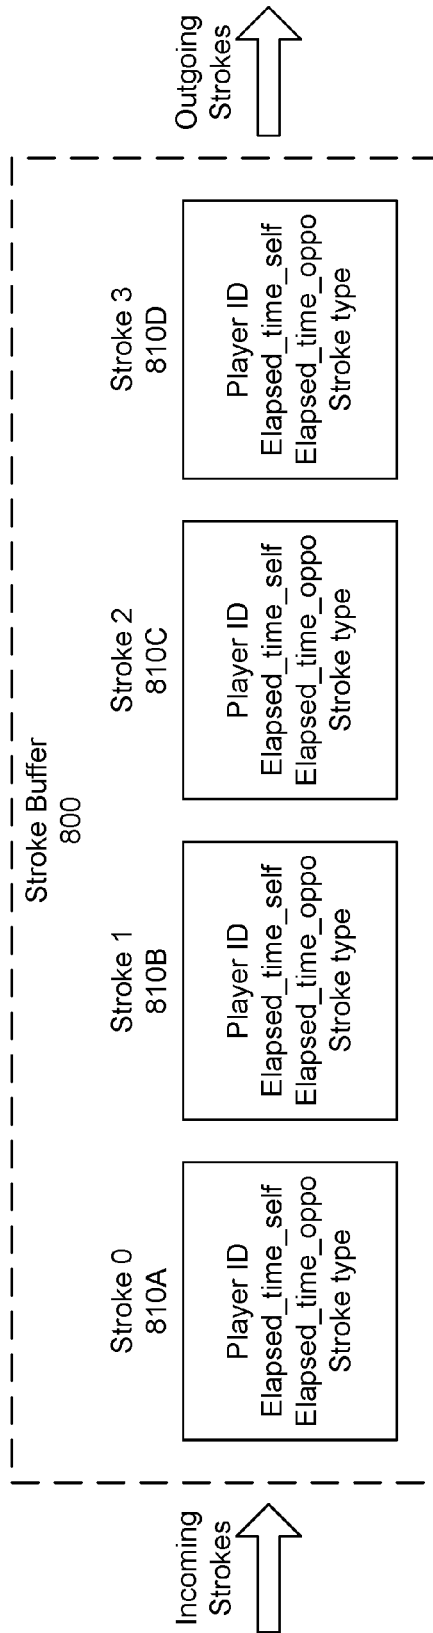 Stroke Buffer
800
Incoming
Strokes
Stroke 0
810A
Player ID
Elapsed_time_self
Elapsed_time_oppo
Stroke type
Stroke 1
810B
Player ID
Elapsed_time_self
Elapsed_time_oppo
Stroke type
Stroke 2
810C
Player ID
Elapsed_time_self
Elapsed_time_oppo
Stroke type
Stroke 3
810D
Player ID
Elapsed_time_self
Elapsed_time_oppo
Stroke type
Outgoing
Strokes